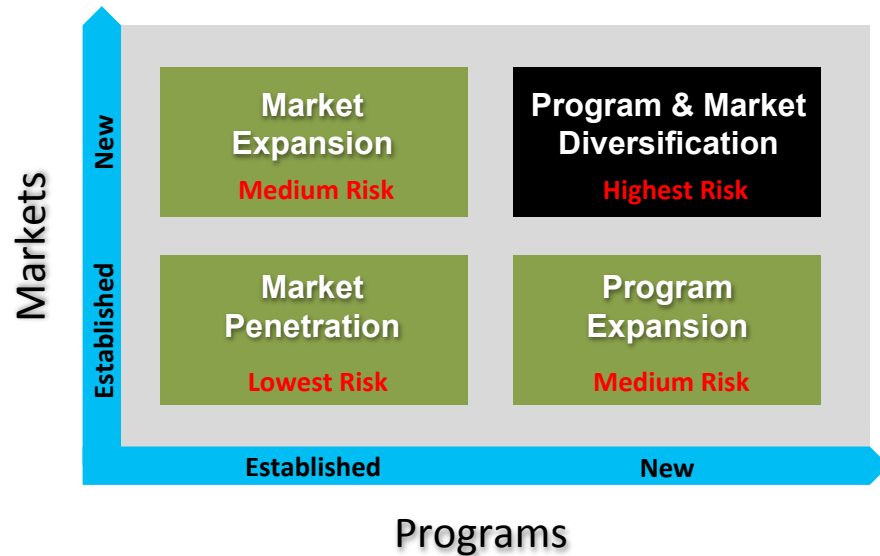 Markets
New
Established
Market
Expansion
Medium Risk
Program & Market
Diversification
Highest Risk
Market
Penetration
Lowest Risk
Program
Expansion
Medium Risk
Established
New
Programs